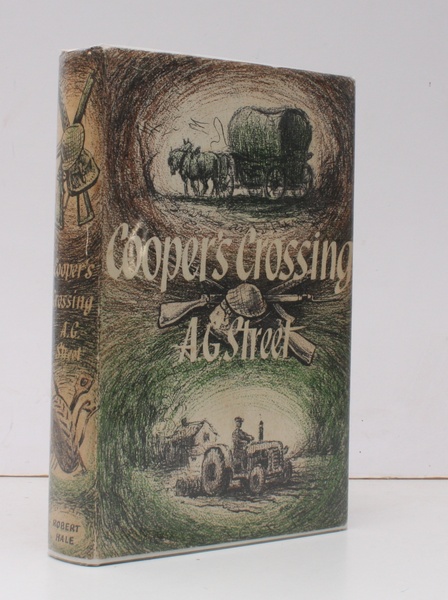 Cooper's Crossing
A.G. Street
Cooper's
Crossing
A.G.
Street
ROBERT
HALE